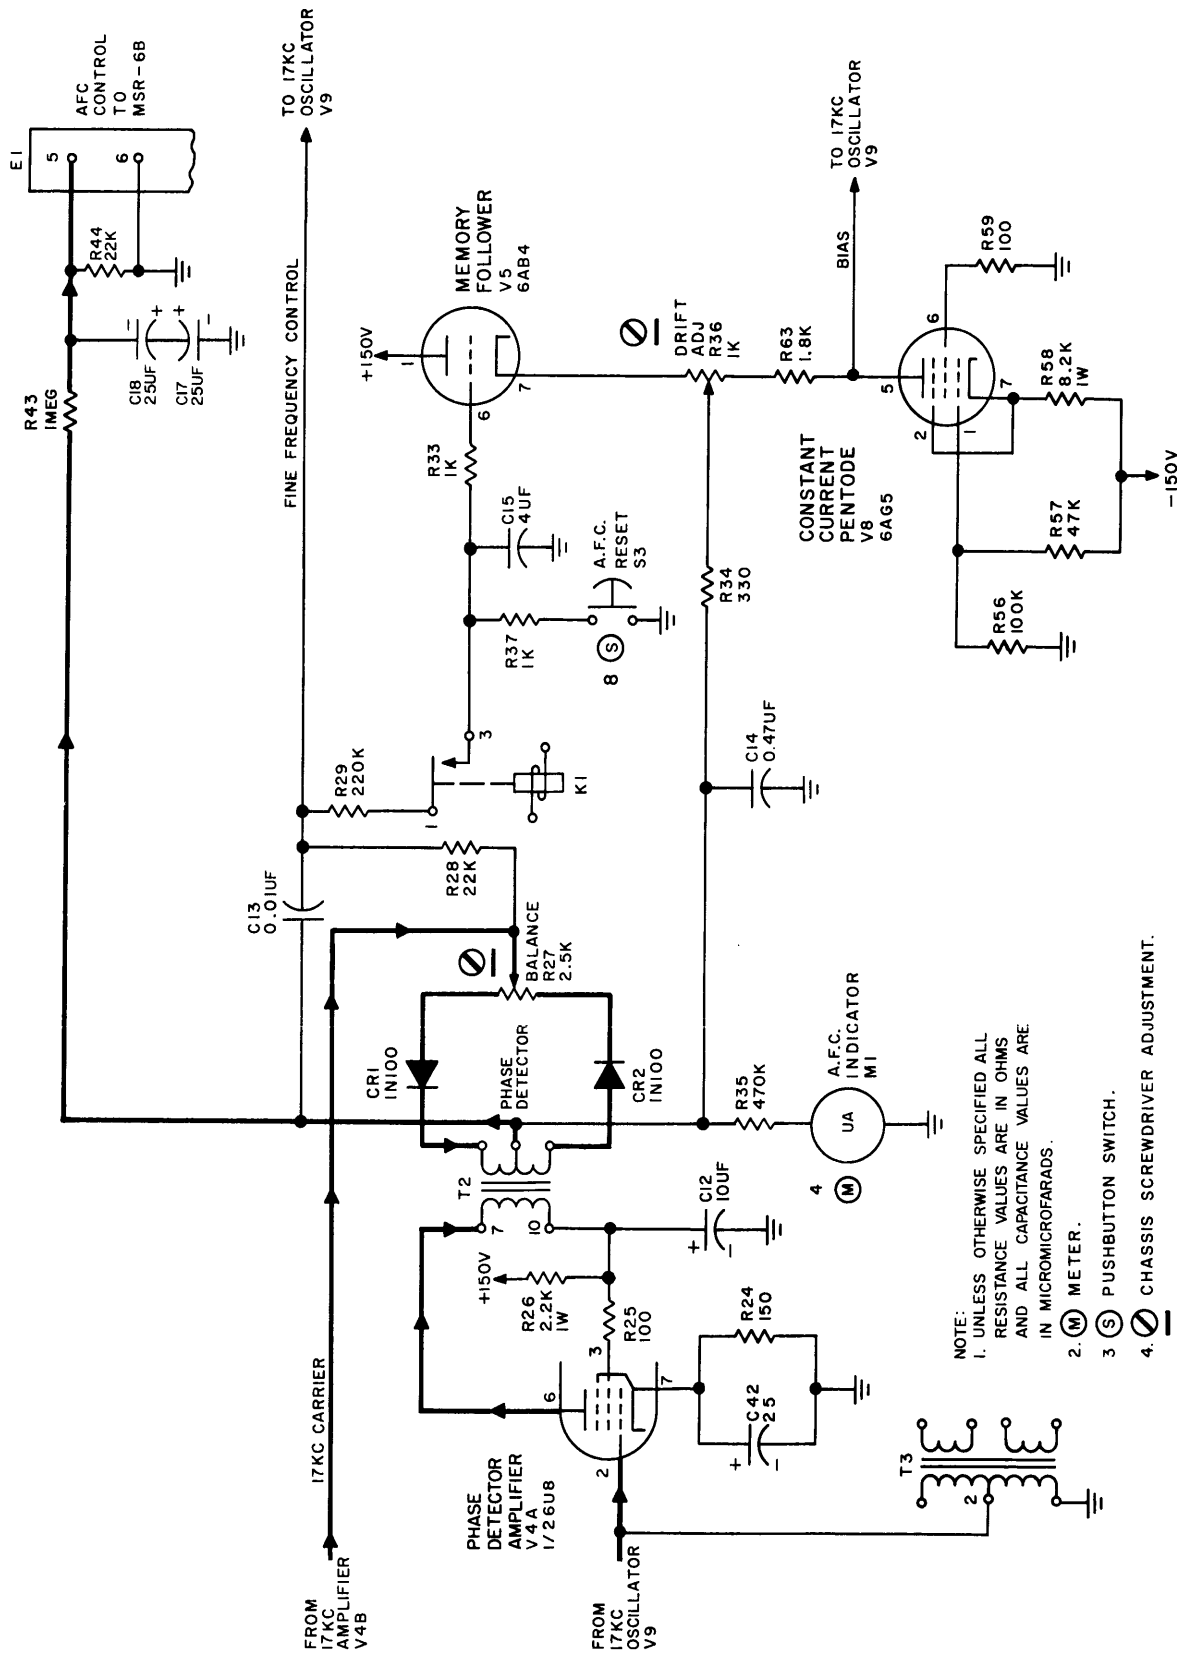 E1
5
6
AFC
CONTROL
TO
MSR-6B
R43
1MEG
R44
22K
C18
25UF
C17
25UF
-
+
+
-
FINE FREQUENCY CONTROL
TO 17KC
OSCILLATOR
V9
+150V
1
MEMORY
FOLLOWER
V5
6AB4
6
7
R33
1K
C15
4UF
A.F.C.
RESET
S3
R37
1K
8 S
3
1
K1
R29
220K
C13
0.01UF
R28
22K
DRIFT
ADJ
R36
1K
R63
1.8K
BIAS
TO 17KC
OSCILLATOR
V9
R34
330
C14
0.47UF
CONSTANT
CURRENT
PENTODE
V8
6AG5
5
2
1
6
7
R59
100
R58
8.2K
1W
R57
47K
R56
100K
-150V
FROM
17KC
AMPLIFIER
V4B
17KC CARRIER
CR1
1N100
BALANCE
R27
2.5K
PHASE
DETECTOR
CR2
1N100
T2
7
10
+150V
R26
2.2K
1W
R25
100
C12
10UF
+
-
R35
470K
A.F.C.
INDICATOR
M1
UA
4 M
PHASE
DETECTOR
AMPLIFIER
V4A
1/26U8
6
3
2
7
R24
150
C42
25
+
-
FROM
17KC
OSCILLATOR
V9
T3
2
NOTE:
1. UNLESS OTHERWISE SPECIFIED ALL
RESISTANCE VALUES ARE IN OHMS
AND ALL CAPACITANCE VALUES ARE
IN MICROMICROFARADS.
2. M METER.
3 S PUSHBUTTON SWITCH.
4. CHASSIS SCREWDRIVER ADJUSTMENT.